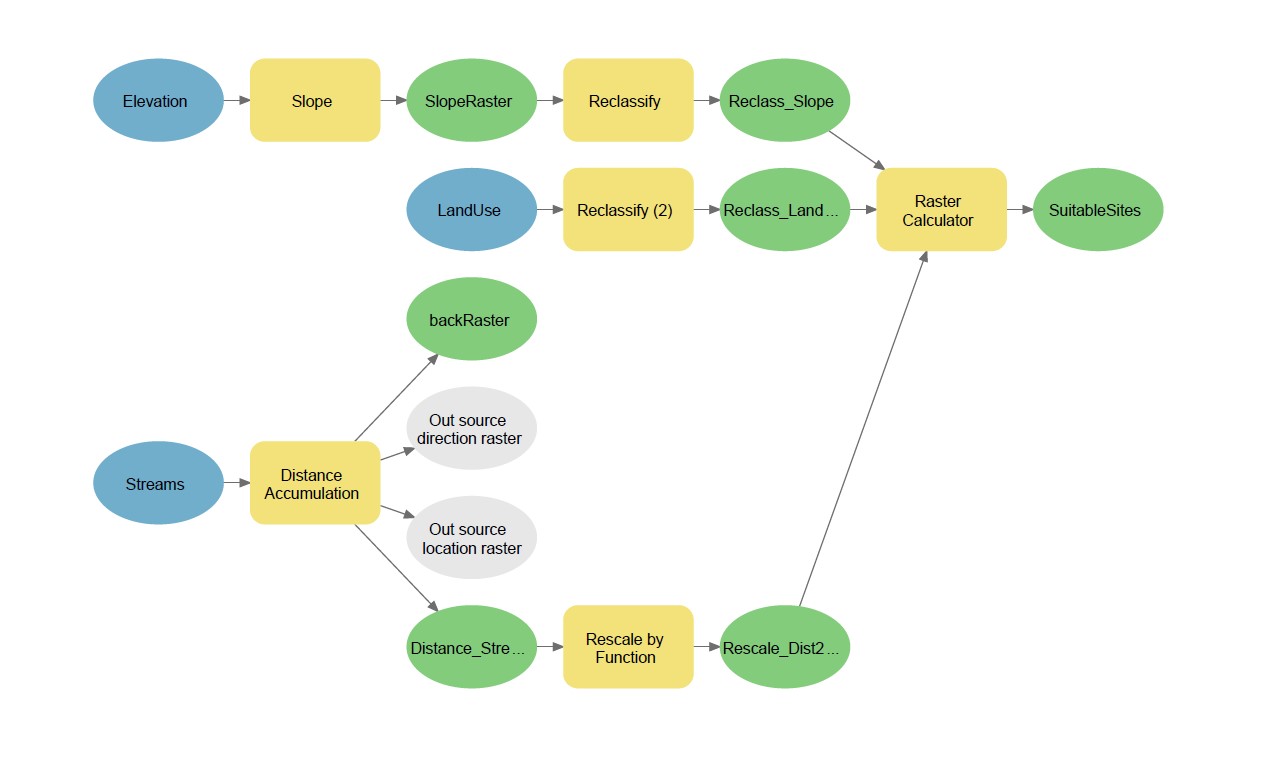 Elevation
Slope
SlopeRaster
Reclassify
Reclass_Slope
LandUse
Reclassify (2)
Reclass_Land...
Raster
Calculator
SuitableSites
backRaster
Out source
direction raster
Streams
Distance
Accumulation
Out source
location raster
Distance_Stre...
Rescale by
Function
Rescale_Dist2...